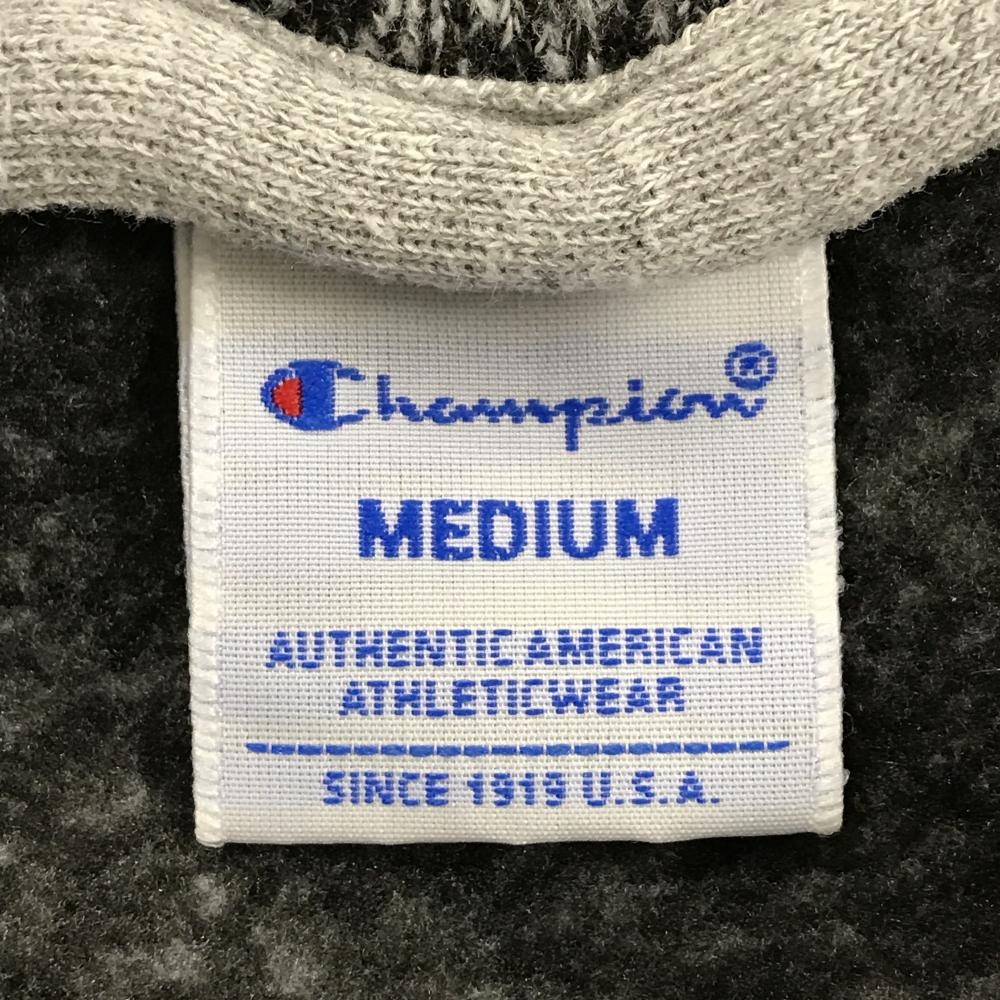 Champion®
MEDIUM
AUTHENTIC AMERICAN
ATHLETICWEAR
SINCE 1919 U.S.A.